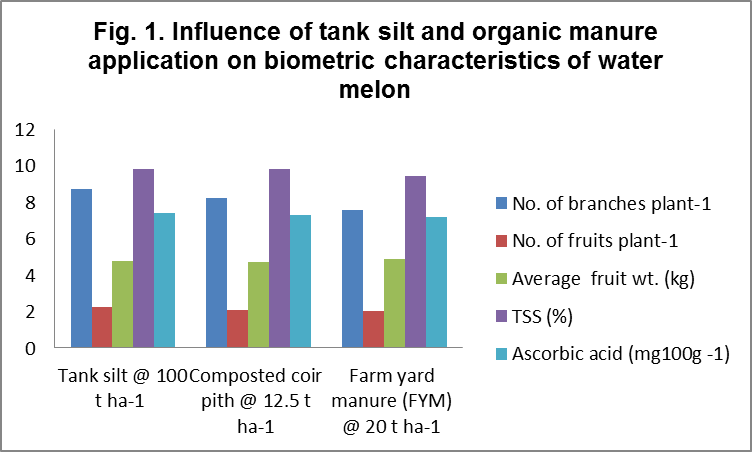 Fig. 1. Influence of tank silt and organic manure
application on biometric characteristics of water
melon
12
10
8
6
4
2
0
Tank silt @ 100
t ha-1
Composted coir
pith @ 12.5 t
ha-1
Farm yard
manure (FYM)
@ 20 t ha-1
No. of branches plant-1
No. of fruits plant-1
Average fruit wt. (kg)
TSS (%)
Ascorbic acid (mg100g -1)